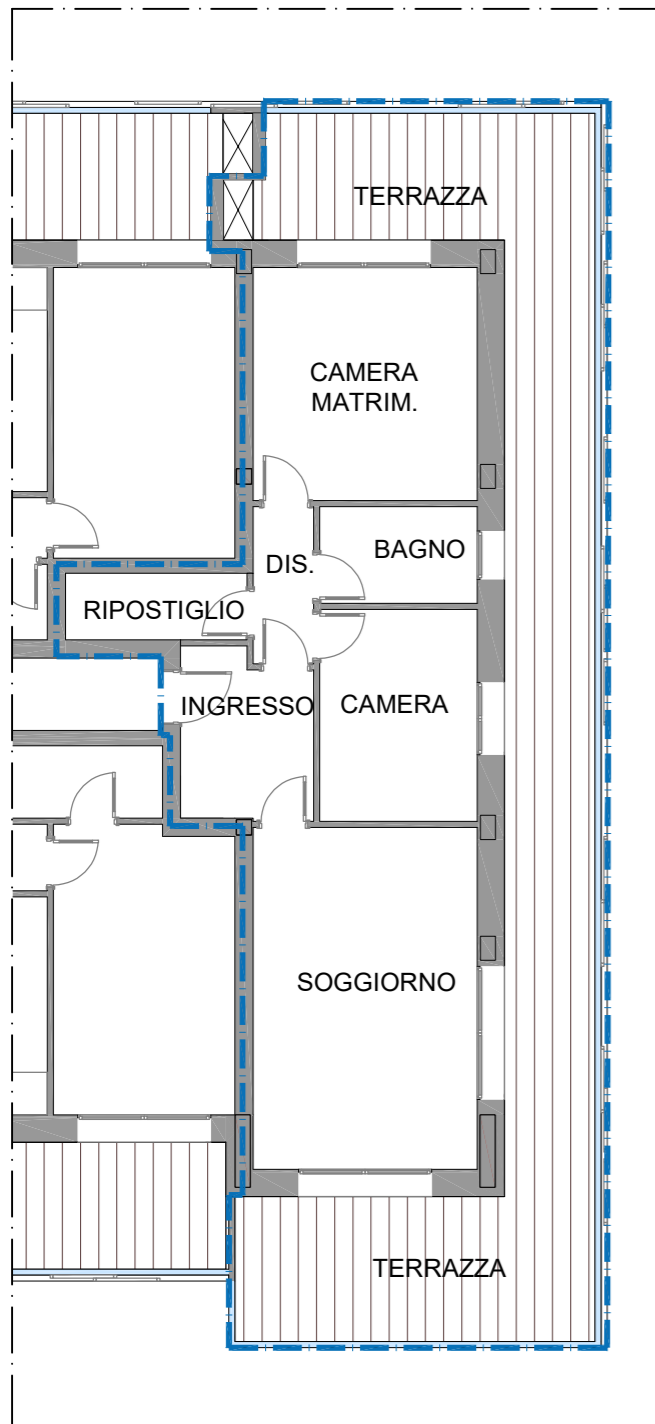 TERRAZZA
CAMERA
MATRIM.
BAGNO
DIS.
RIPOSTIGLIO
INGRESSO
CAMERA
SOGGIORNO
TERRAZZA